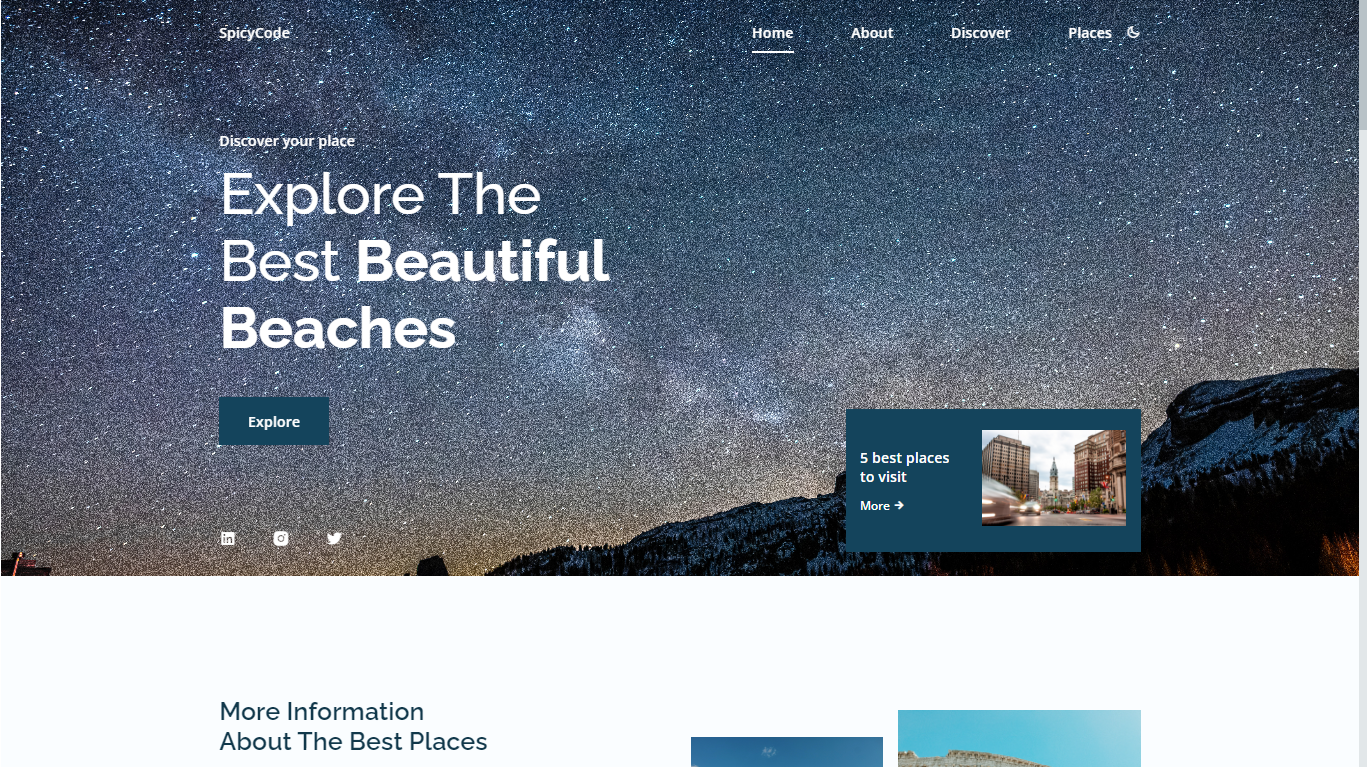 SpicyCode
Home
About
Discover
Places
Discover your place
Explore The
Best Beautiful
Beaches
Explore
5 best places
to visit
More →
More Information
About The Best Places